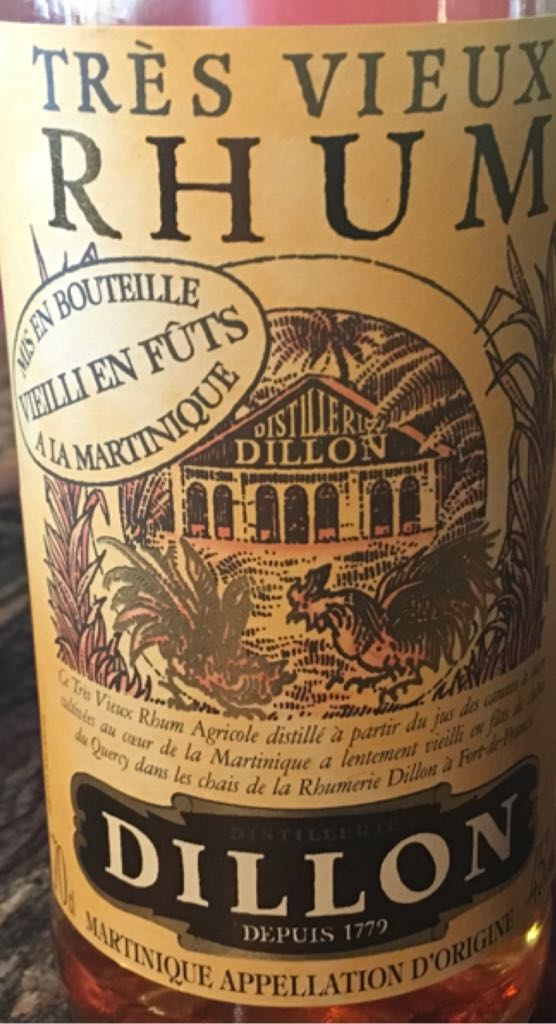 TRÈS VIEUX
RHUM
MIS EN BOUTEILLE
VIEILLI EN FÛTS
A LA MARTINIQUE
DISTILLERIE
DILLON
Ce Très Vieux Rhum Agricole distillé à partir du jus des cannes à
cultivées au cœur de la Martinique a lentement vieilli en fûts de chêne
du Quercy dans les chais de la Rhumerie Dillon à Fort-de-France
DISTILLERIE
DILLON
DEPUIS 1779
70cl
MARTINIQUE APPELLATION D'ORIGINE